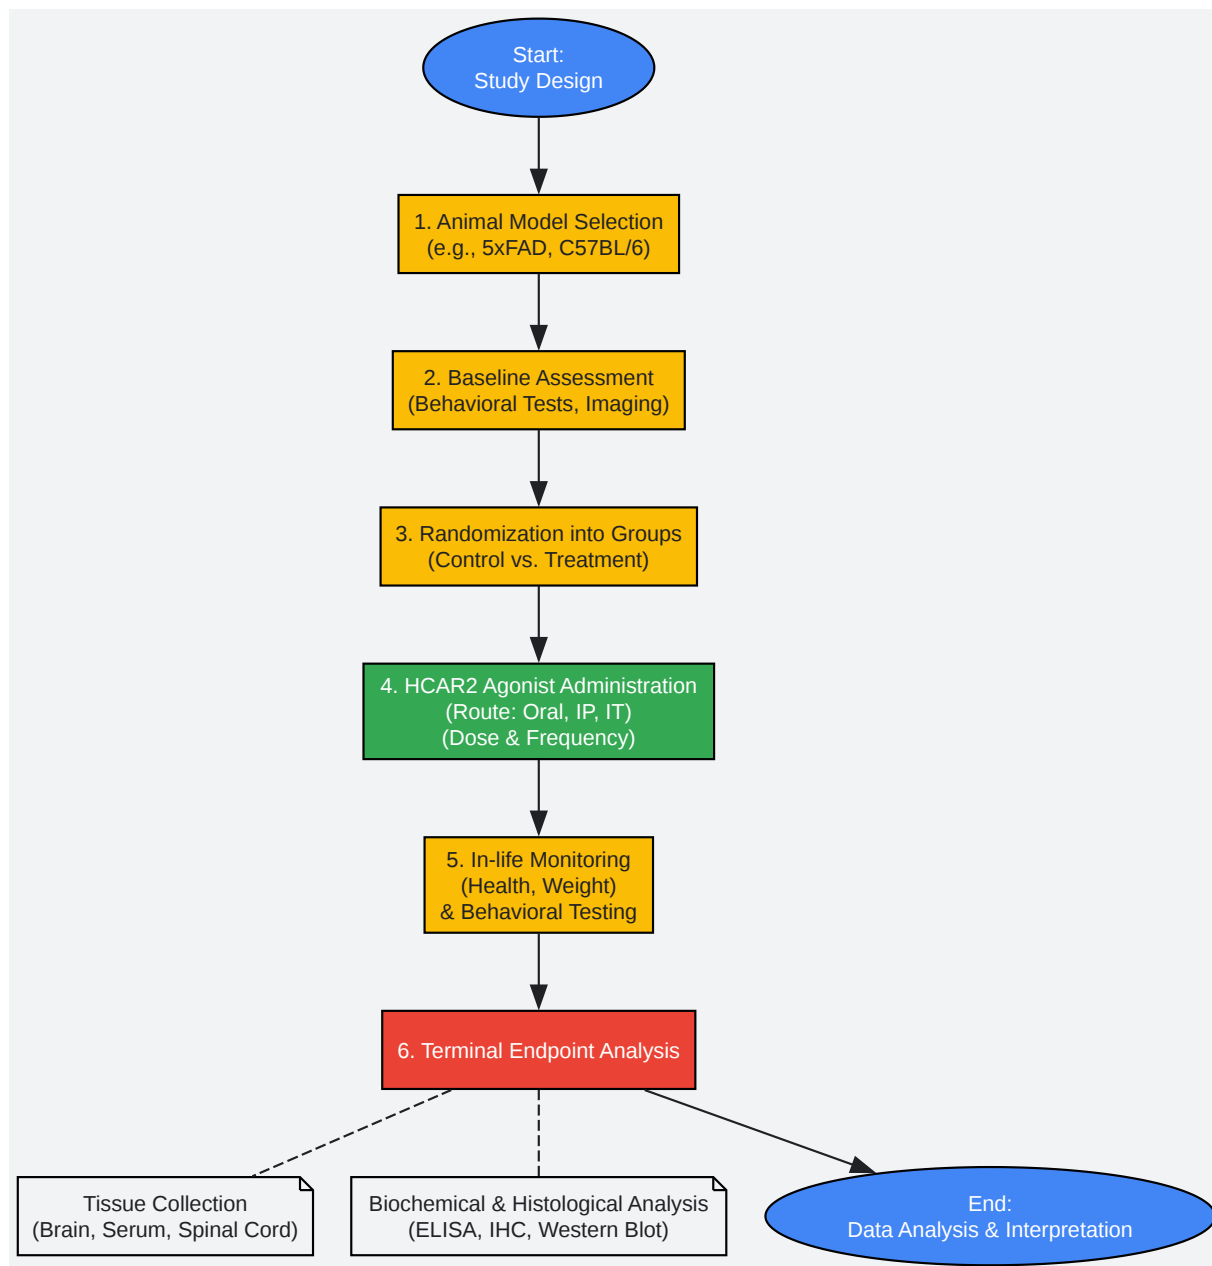 Start:
Study Design
1. Animal Model Selection
(e.g., 5xFAD, C57BL/6)
2. Baseline Assessment
(Behavioral Tests, Imaging)
3. Randomization into Groups
(Control vs. Treatment)
4. HCAR2 Agonist Administration
(Route: Oral, IP, IT)
(Dose & Frequency)
5. In-life Monitoring
(Health, Weight)
& Behavioral Testing
6. Terminal Endpoint Analysis
Tissue Collection
(Brain, Serum, Spinal Cord)
Biochemical & Histological Analysis
(ELISA, IHC, Western Blot)
End:
Data Analysis & Interpretation